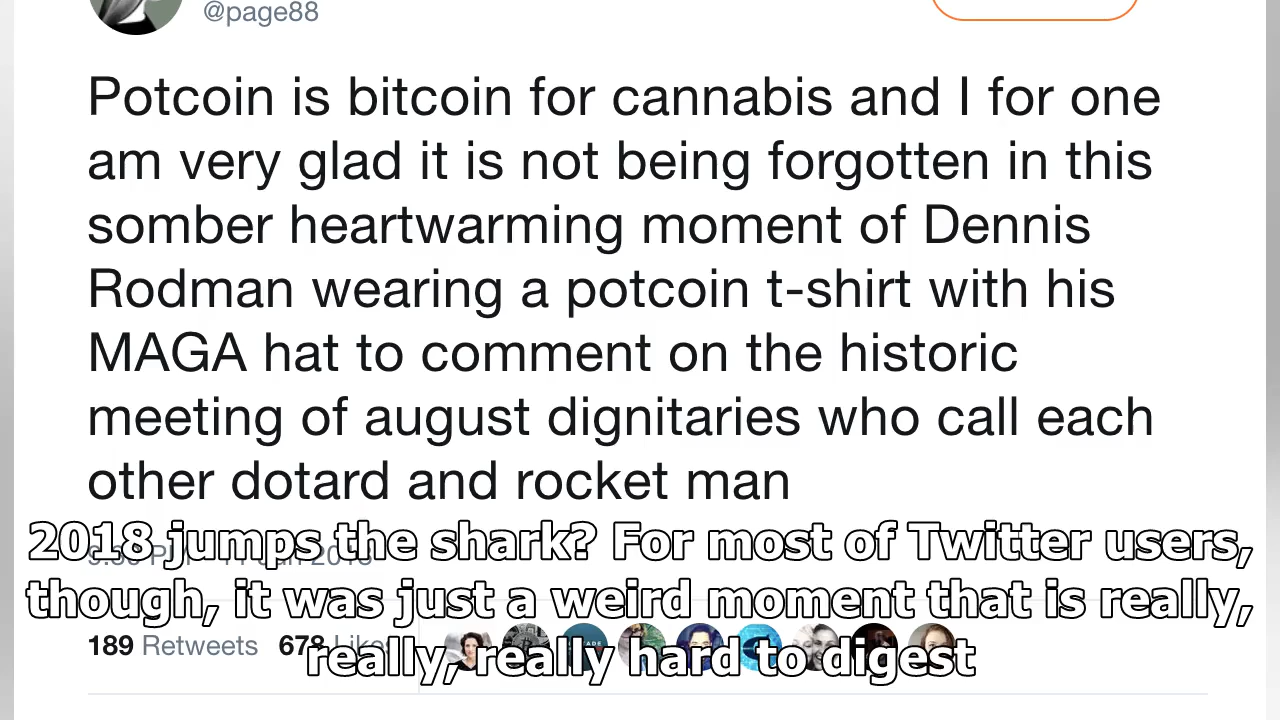 @page88
Potcoin is bitcoin for cannabis and I for one
am very glad it is not being forgotten in this
somber heartwarming moment of Dennis
Rodman wearing a potcoin t-shirt with his
MAGA hat to comment on the historic
meeting of august dignitaries who call each
other dotard and rocket man
2018 jumps the shark? For most of Twitter users,
though, it was just a weird moment that is really,
really, really hard to digest
189 Retweets 678 Likes